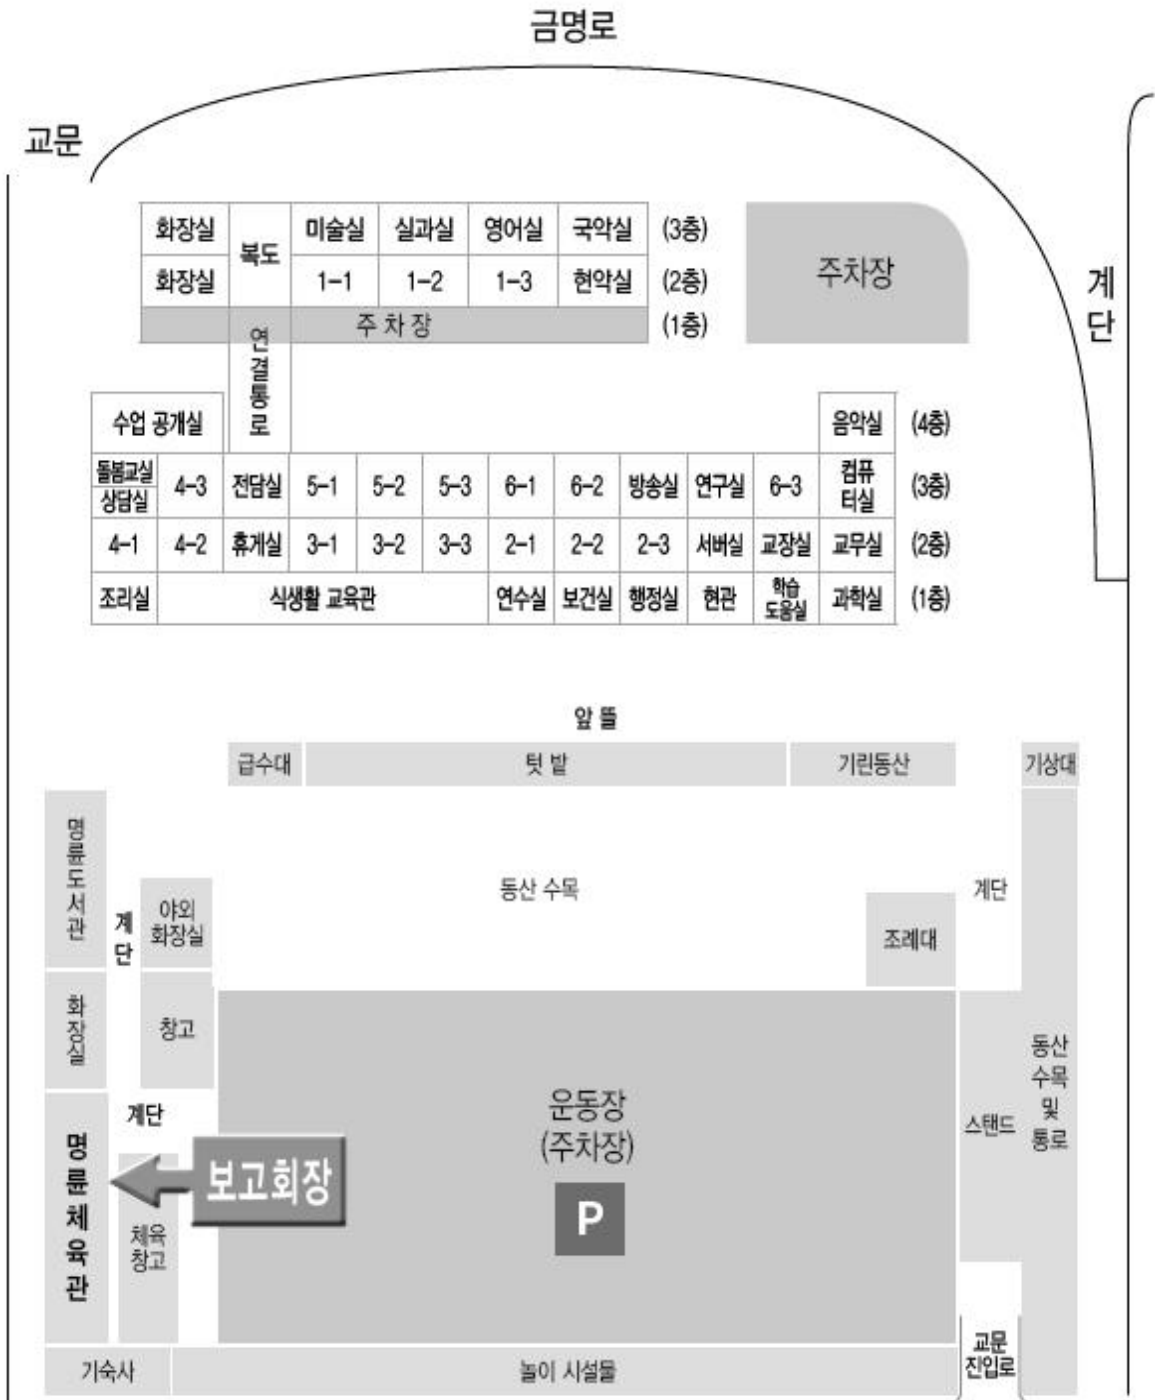 금명로
교문
화장실 복도 미술실 실과실 영어실 국악실 (3층)
화장실 1-1 1-2 1-3 현악실 (2층)
주차장 (1층)
주차장
계단
연결통로
수업 공개실 음악실 (4층)
돌봄교실 상담실 4-3 전담실 5-1 5-2 5-3 6-1 6-2 방송실 연구실 6-3 컴퓨터실 (3층)
4-1 4-2 휴게실 3-1 3-2 3-3 2-1 2-2 2-3 서버실 교장실 교무실 (2층)
조리실 식생활 교육관 연수실 보건실 행정실 현관 학습도움실 과학실 (1층)
앞 뜰
급수대 텃 밭 기린동산 기상대
명륜도서관
계단
야외
화장실
동산 수목
계단
조례대
화장실
창고
운동장
(주차장)
P
스탠드
동산
수목
및
통로
계단
명륜체육관
보고회장
체육
창고
기숙사
놀이 시설물
교문
진입로